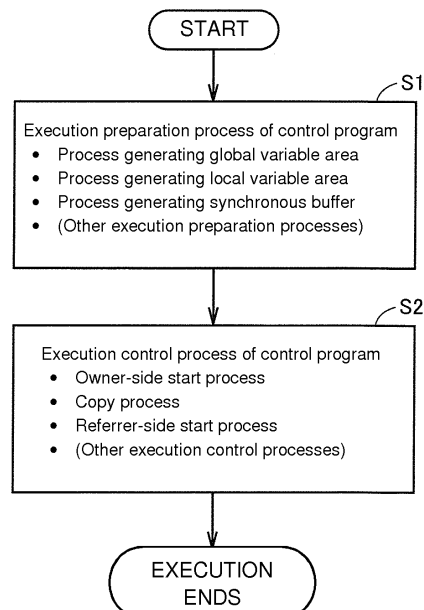 START
S1
Execution preparation process of control program
• Process generating global variable area
• Process generating local variable area
• Process generating synchronous buffer
• (Other execution preparation processes)
S2
Execution control process of control program
• Owner-side start process
• Copy process
• Referrer-side start process
• (Other execution control processes)
EXECUTION
ENDS